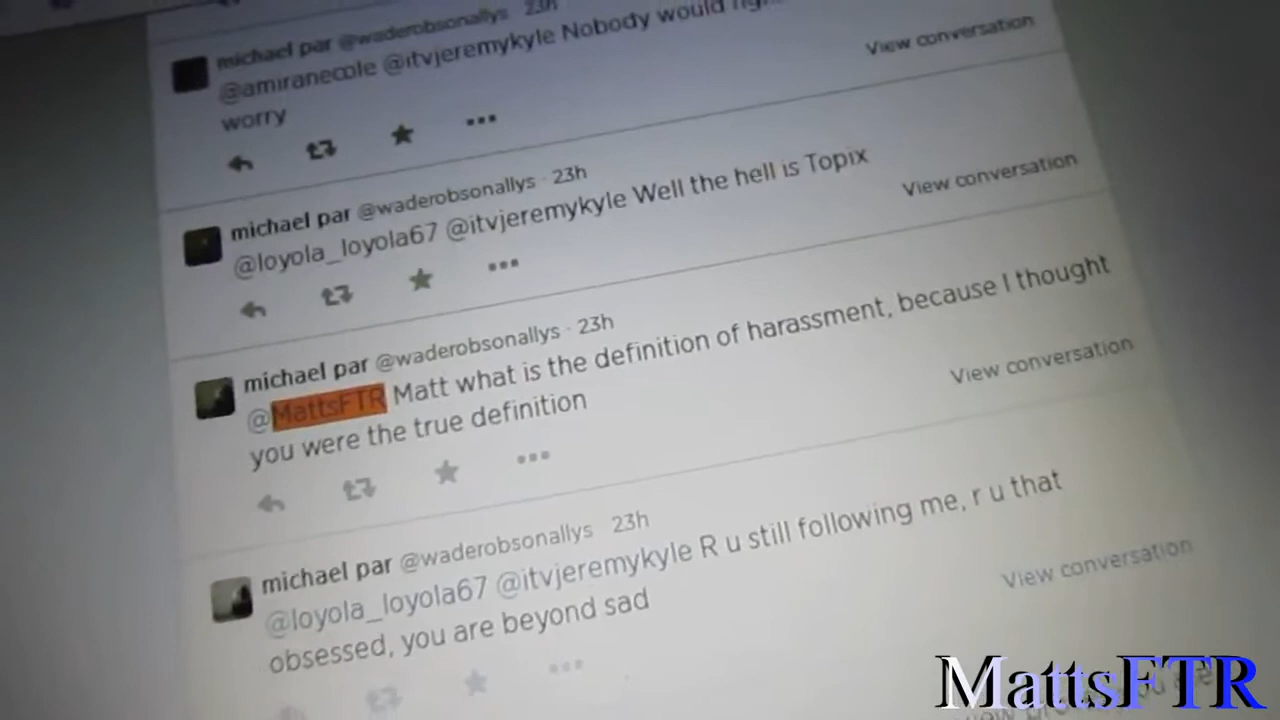 michael par @waderobsonallys 23h
@amiranecole @itvjeremykyle Nobody would
worry
View conversation
michael par @waderobsonallys · 23h
@loyola_loyola67 @itvjeremykyle Well the hell is Topix
View conversation
michael par @waderobsonallys · 23h
@MattsFTR Matt what is the definition of harassment, because I thought
you were the true definition
View conversation
michael par @waderobsonallys 23h
@loyola_loyola67 @itvjeremykyle R u still following me, r u that
obsessed, you are beyond sad
View conversation
MattsFTR